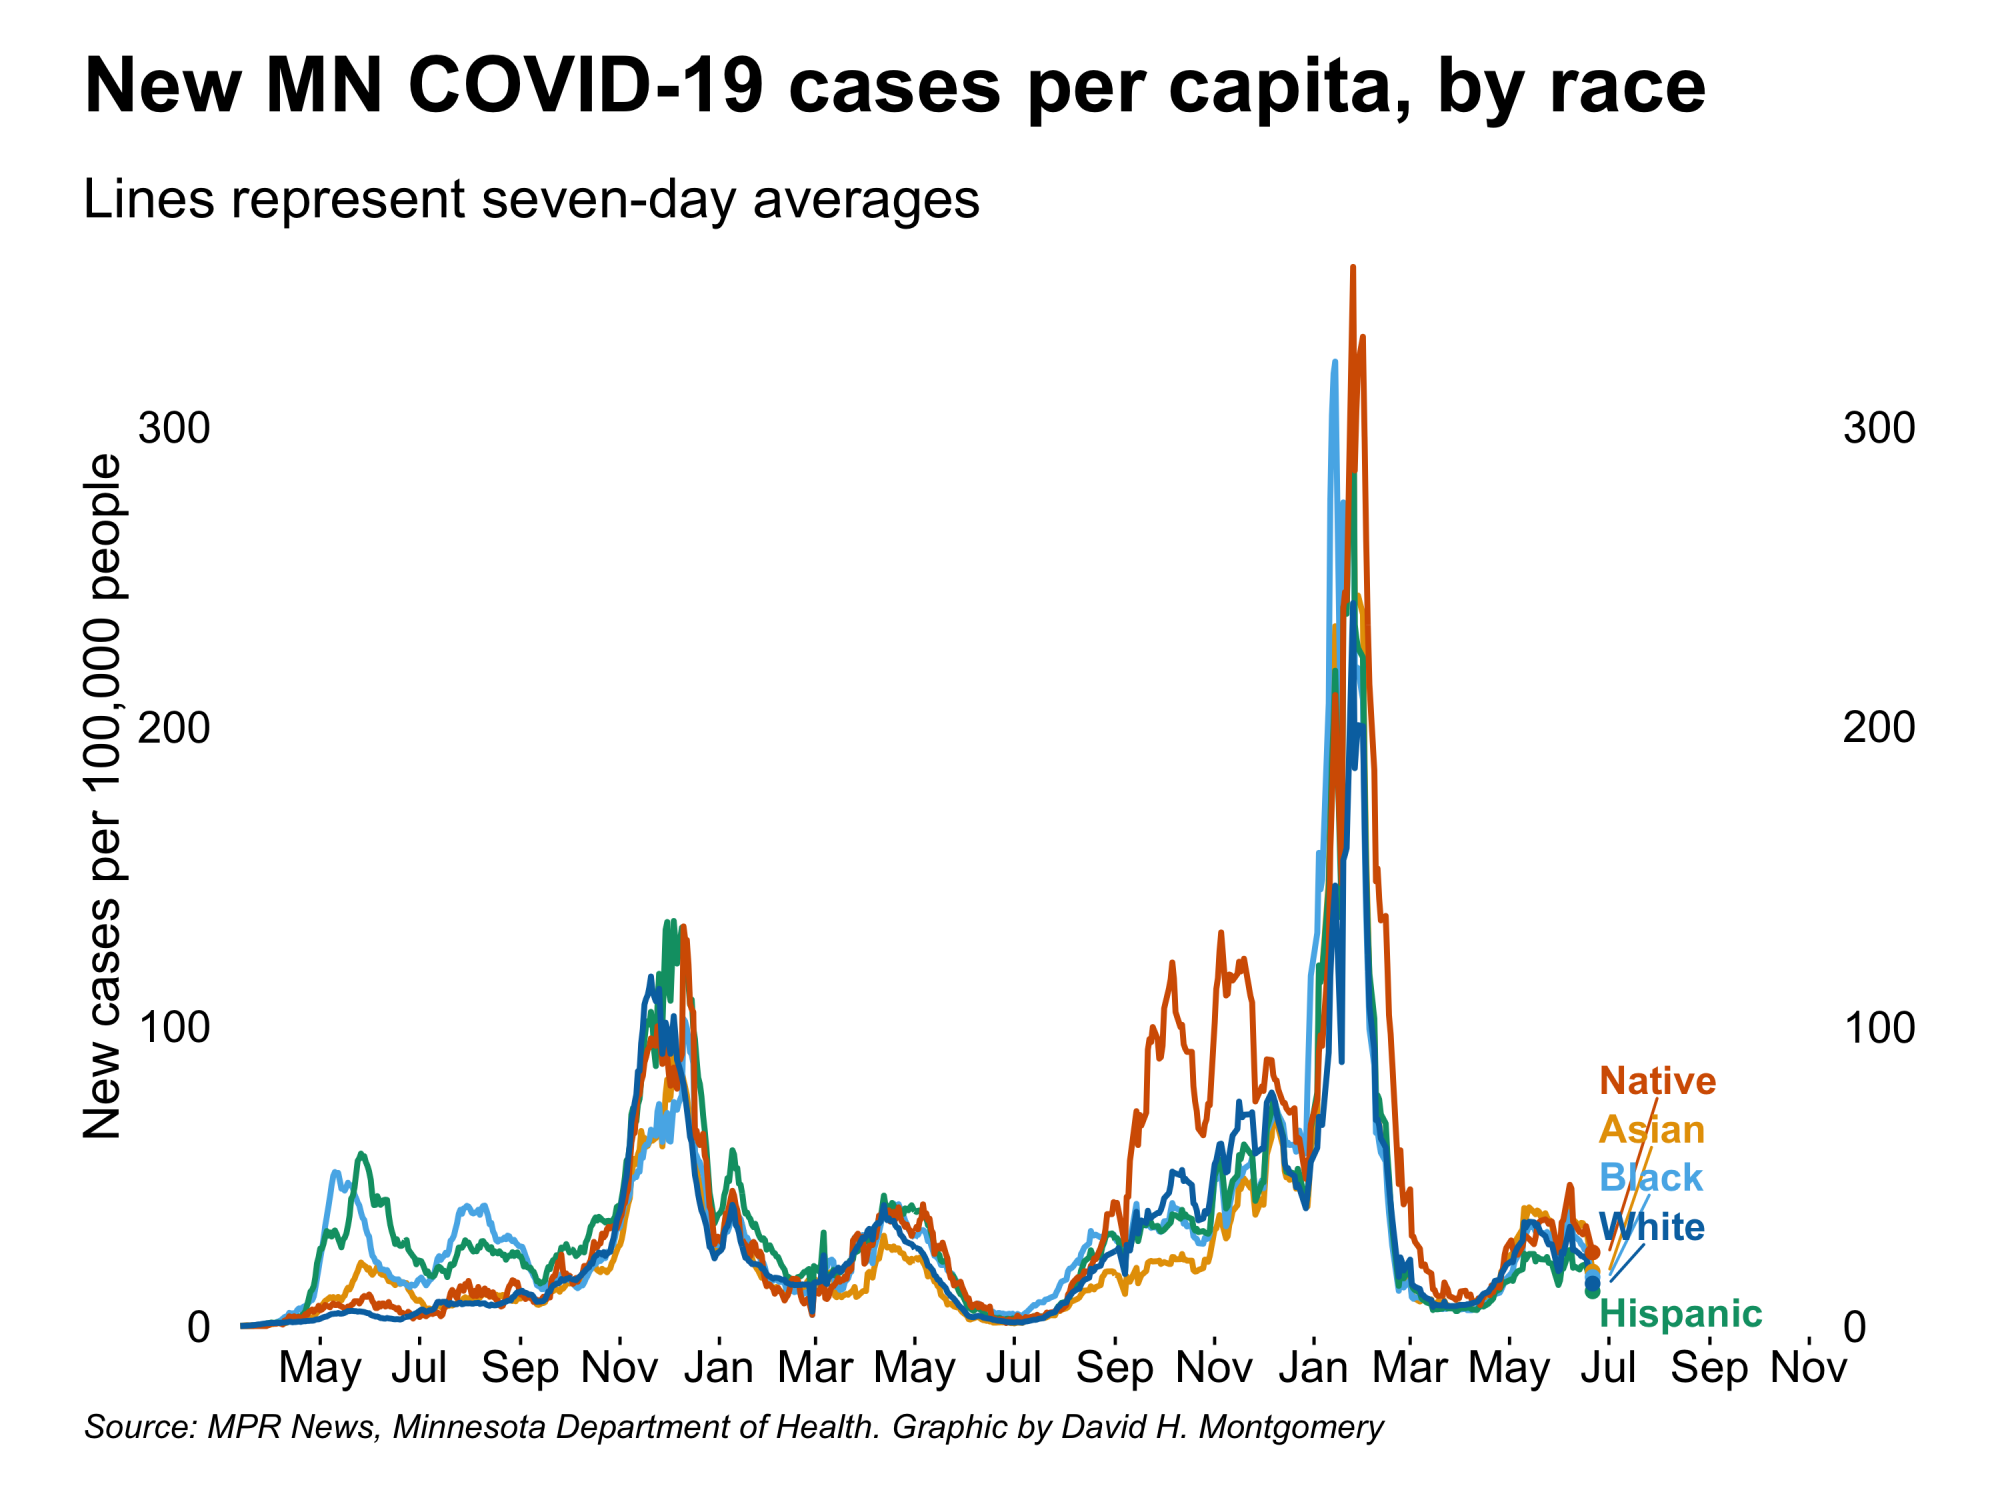 New MN COVID-19 cases per capita, by race
Lines represent seven-day averages
New cases per 100,000 people
300
200
100
0
300
200
100
0
Native
Asian
Black
White
Hispanic
May Jul Sep Nov Jan Mar May Jul Sep Nov Jan Mar May Jul Sep Nov
Source: MPR News, Minnesota Department of Health. Graphic by David H. Montgomery